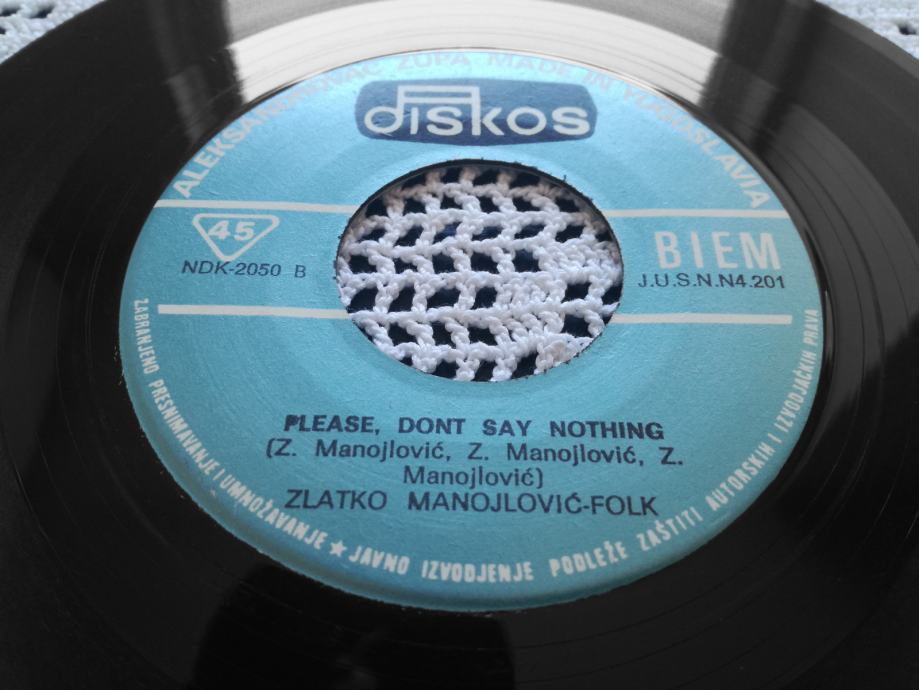 ALEKSANDROVAC ŽUPA MADE IN YUGOSLAVIA
diskos
45
NDK-2050 B
BIEM
J.U.S.N.N4.201
PLEASE, DONT SAY NOTHING
(Z. Manojlović, Z. Manojlović, Z.
Manojlović)
ZLATKO MANOJLOVIĆ-FOLK
ZABRANJENO PRESNIMAVANJE I UMNOŽAVANJE ★ JAVNO IZVODJENJE PODLEŽE ZAŠTITI AUTORSKIH I IZVODJAČKIH PRAVA